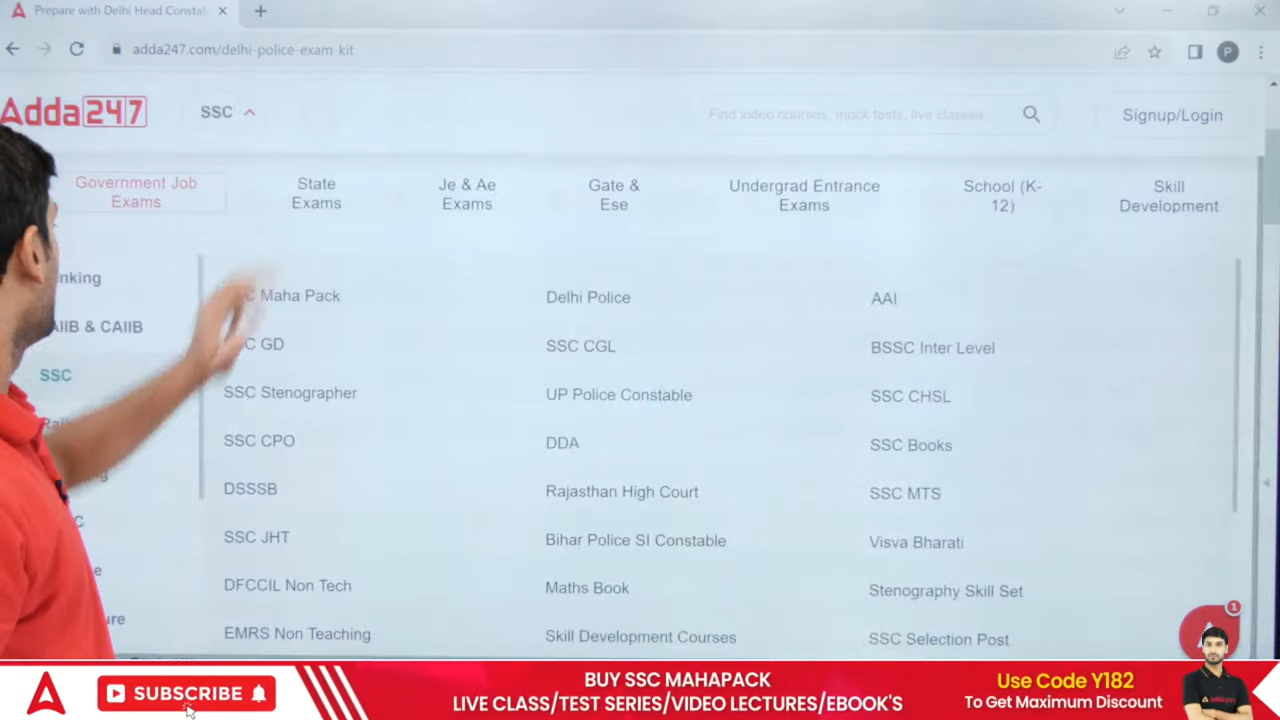 Prepare with Delhi Head Consta
adda247.com/delhi-police-exam-kit
P
Adda247
SSC
Find video courses, mock tests, live classes
Signup/Login
Government Job
Exams
State
Exams
Je & Ae
Exams
Gate &
Ese
Undergrad Entrance
Exams
School (K-
12)
Skill
Development
nking
AIIB & CAIIB
SSC
Maha Pack
Delhi Police
AAI
GD
SSC CGL
BSSC Inter Level
SSC Stenographer
UP Police Constable
SSC CHSL
SSC CPO
DDA
SSC Books
DSSSB
Rajasthan High Court
SSC MTS
SSC JHT
Bihar Police SI Constable
Visva Bharati
DFCCIL Non Tech
Maths Book
Stenography Skill Set
EMRS Non Teaching
Skill Development Courses
SSC Selection Post
1
SUBSCRIBE
BUY SSC MAHAPACK
LIVE CLASS/TEST SERIES/VIDEO LECTURES/EBOOK'S
Use Code Y182
To Get Maximum Discount